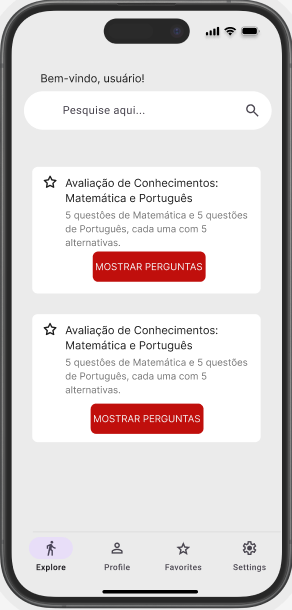 Bem-vindo, usuário!
Pesquise aqui...
Avaliação de Conhecimentos:
Matemática e Português
5 questões de Matemática e 5 questões
de Português, cada uma com 5
alternativas.
MOSTRAR PERGUNTAS
Avaliação de Conhecimentos:
Matemática e Português
5 questões de Matemática e 5 questões
de Português, cada uma com 5
alternativas.
MOSTRAR PERGUNTAS
Explore Profile Favorites Settings